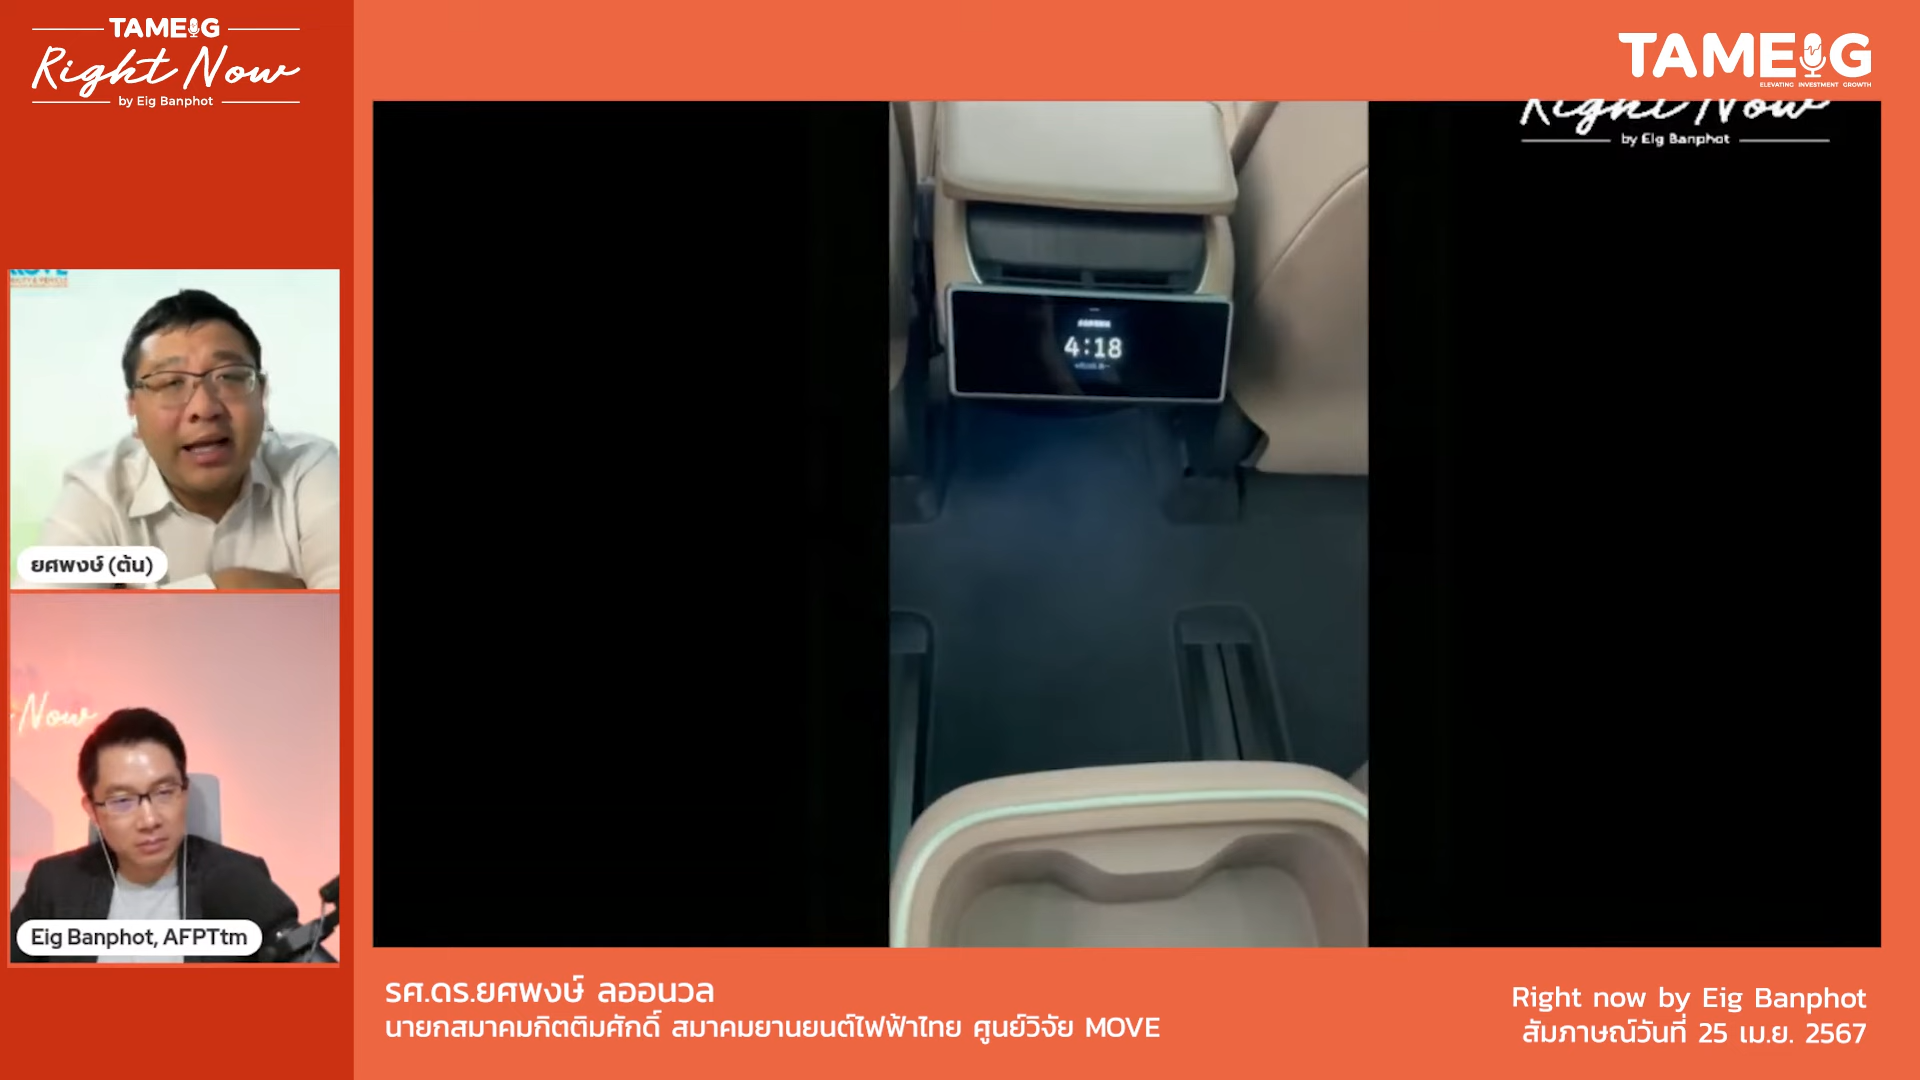 TAMEIG
Right Now
by Eig Banphot
TAMEIG
ELEVATING INVESTMENT GROWTH
Right Now
by Eig Banphot
4:18
ยศพงษ์ (ต้น)
Now
Eig Banphot, AFPTtm
รศ.ดร.ยศพงษ์ ลออนวล
นายกสมาคมกิตติมศักดิ์ สมาคมยานยนต์ไฟฟ้าไทย ศูนย์วิจัย MOVE
Right now by Eig Banphot
สัมภาษณ์วันที่ 25 เม.ย. 2567